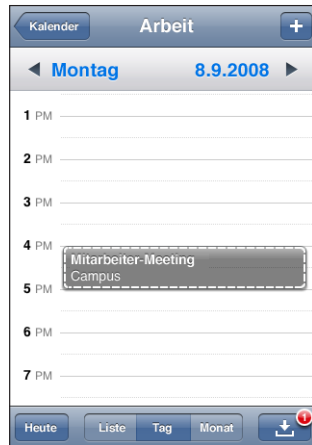 Kalender Arbeit +
Montag 8.9.2008
1 PM
2 PM
3 PM
4 PM
Mitarbeiter-Meeting
Campus
5 PM
6 PM
7 PM
Heute Liste Tag Monat 1